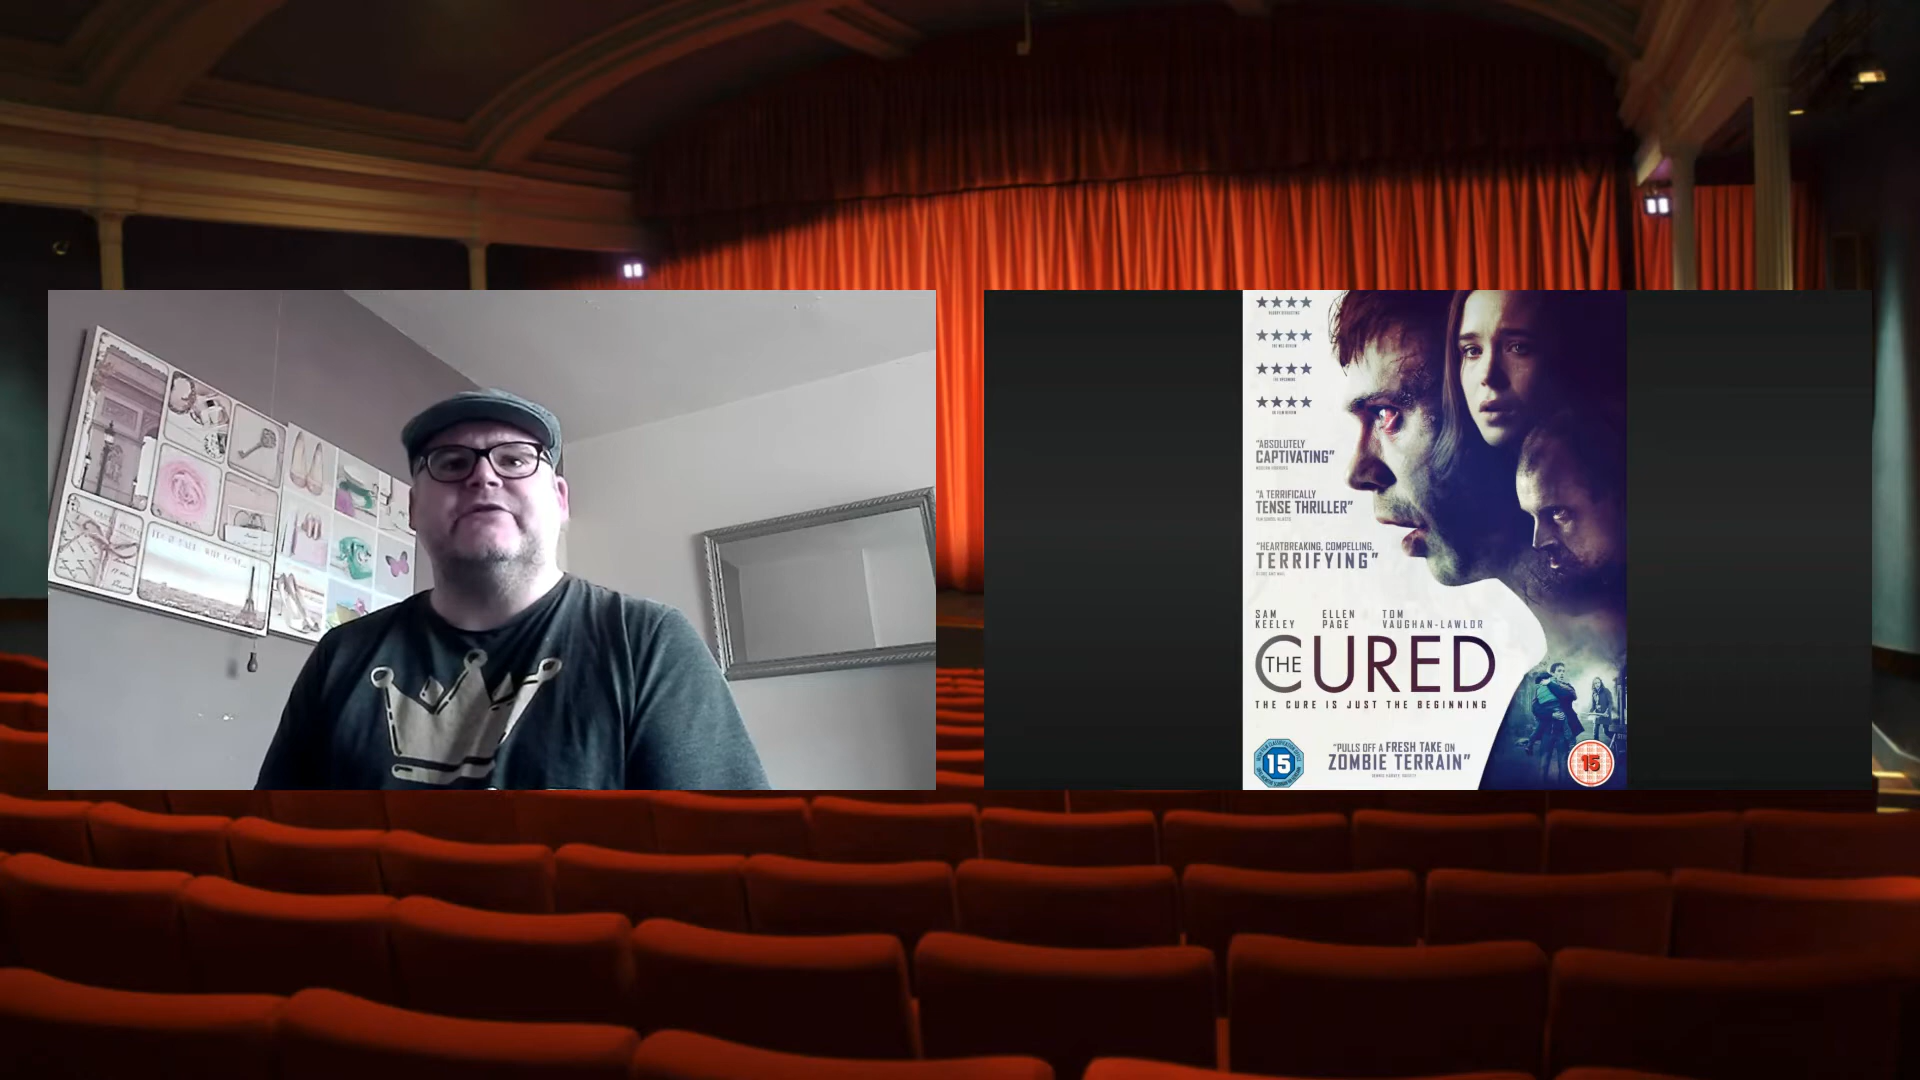 "ABSOLUTELY
CAPTIVATING"
"A TERRIFICALLY
TENSE THRILLER"
"HEARTBREAKING, COMPELLING,
TERRIFYING"
SAM ELLEN TOM
KEELEY PAGE VAUGHAN-LAWLOR
THE CURED
THE CURE IS JUST THE BEGINNING
"PULLS OFF A FRESH TAKE ON
ZOMBIE TERRAIN"
15
15